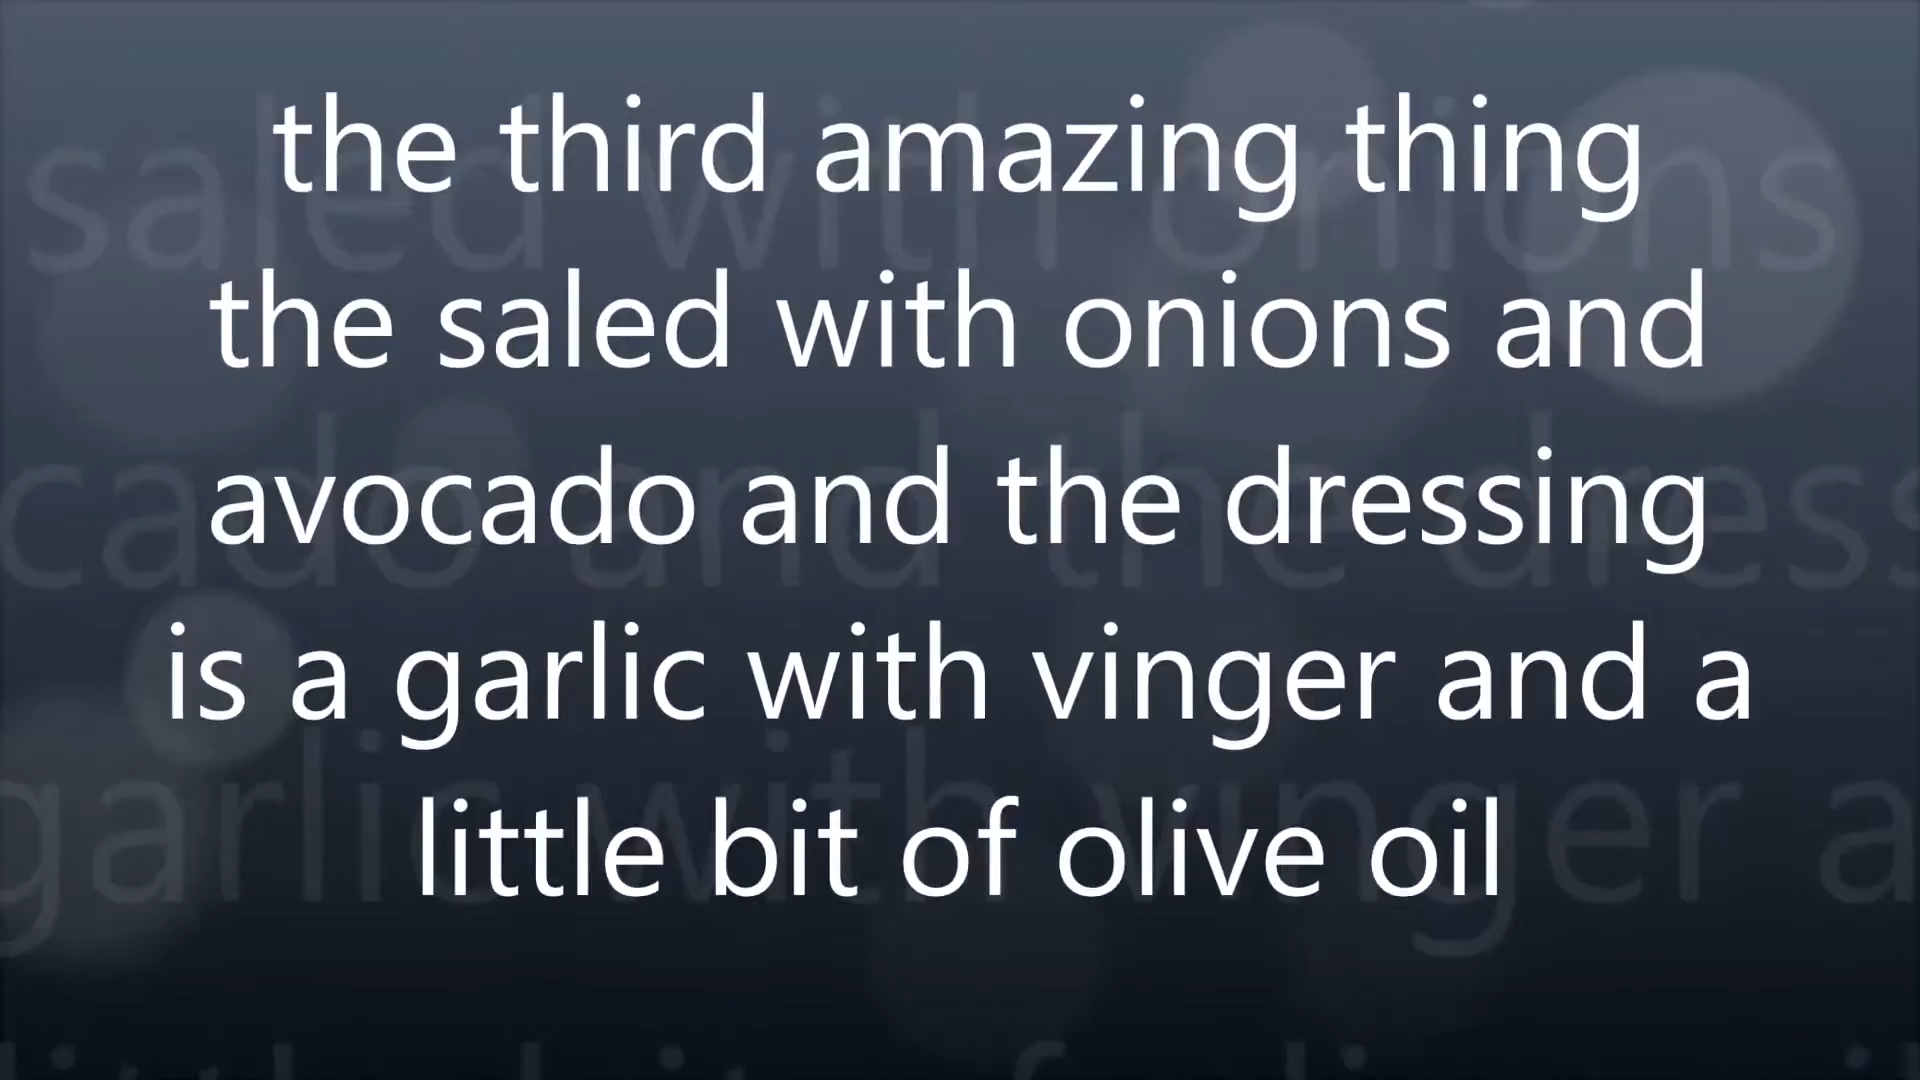 the third amazing thing
the saled with onions and
avocado and the dressing
is a garlic with vinger and a
little bit of olive oil